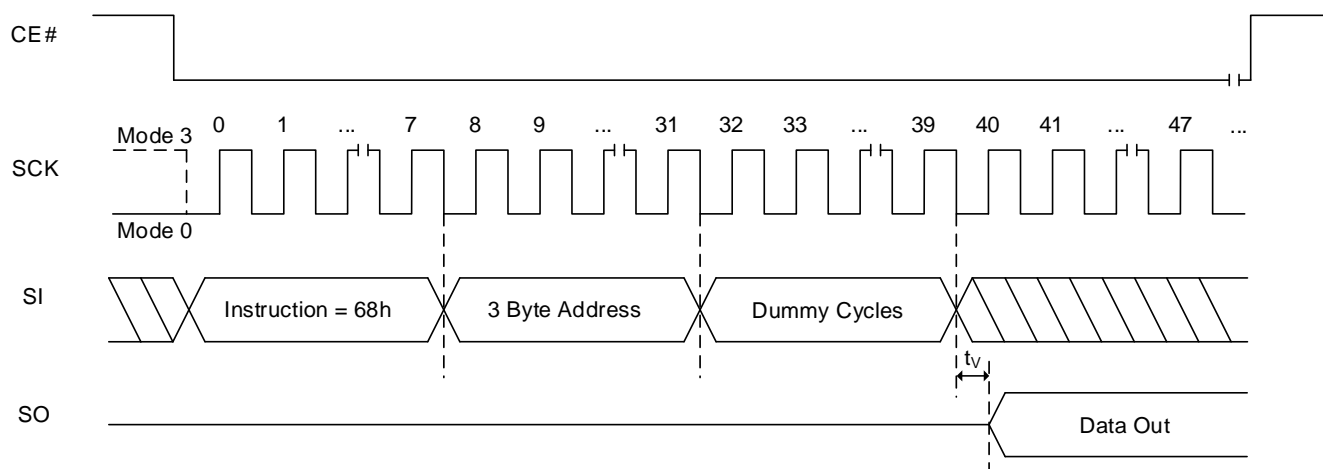 CE#
Mode 3
0 1 ... 7 8 9 ... 31 32 33 ... 39 40 41 ... 47 ...
SCK
Mode 0
SI
Instruction = 68h
3 Byte Address
Dummy Cycles
tV
SO
Data Out